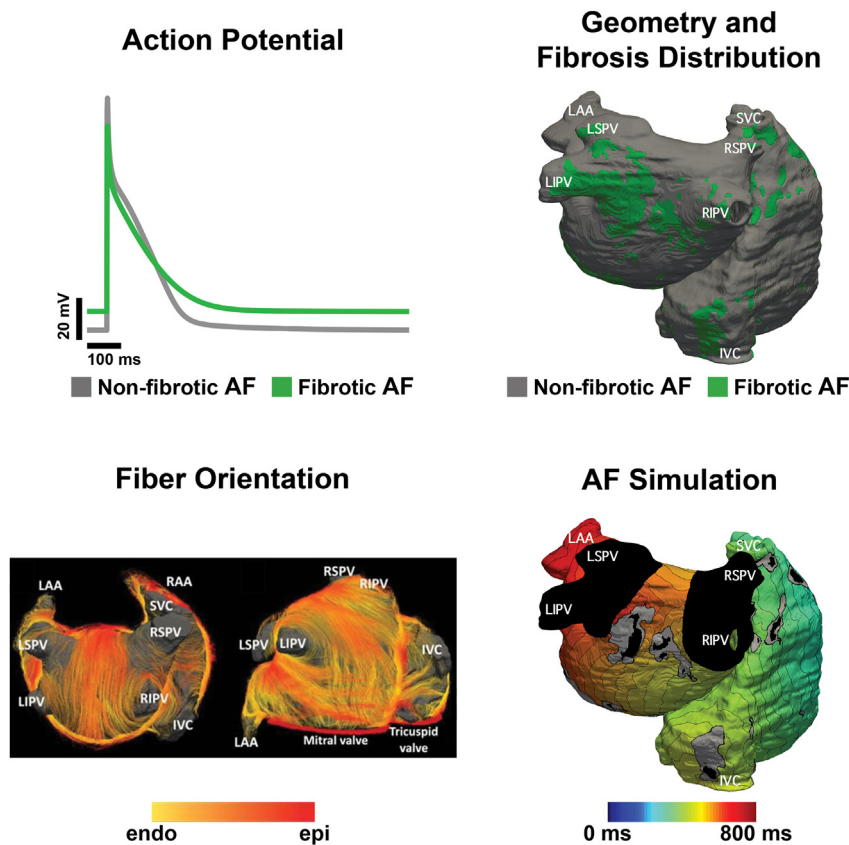 Action Potential
20 mV
100 ms
Non-fibrotic AF
Fibrotic AF
Geometry and
Fibrosis Distribution
LAA
LSPV
SVC
RSPV
LIPV
RIPV
IVC
Non-fibrotic AF
Fibrotic AF
Fiber Orientation
LAA
RAA
SVC
RSPV
LSPV
LIPV
RIPV
IVC
RSPV
RIPV
LSPV
LIPV
IVC
LAA
Mitral valve
Tricuspid
valve
endo
epi
AF Simulation
LAA
SVC
LSPV
RSPV
LIPV
RIPV
IVC
0 ms
800 ms